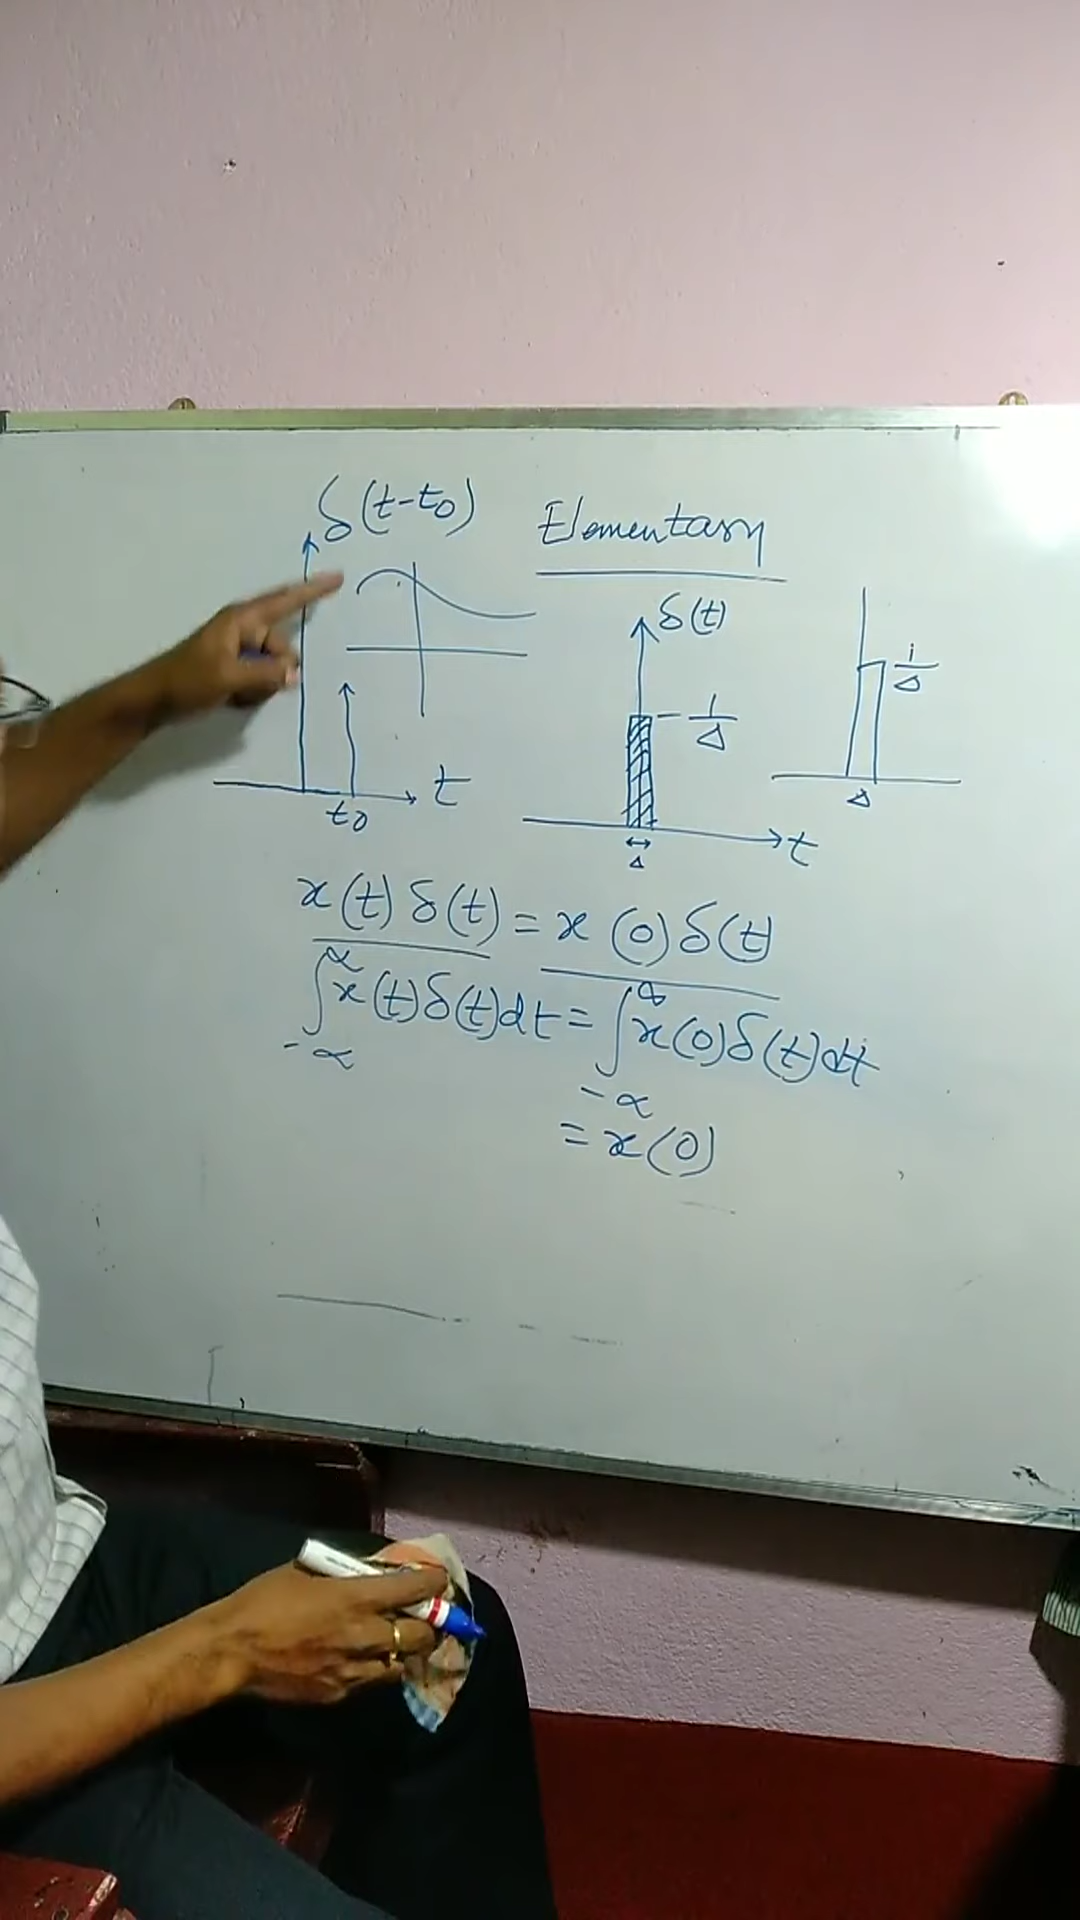 δ(t-t₀)
Elementary
δ(t)
1/Δ
1/Δ
t
t₀
Δ
t
Δ
x(t) δ(t) = x(0) δ(t)
∫_{-∝}^{∝} x(t) δ(t) dt = ∫_{-∝}^{∝} x(0) δ(t) dt
= x(0)